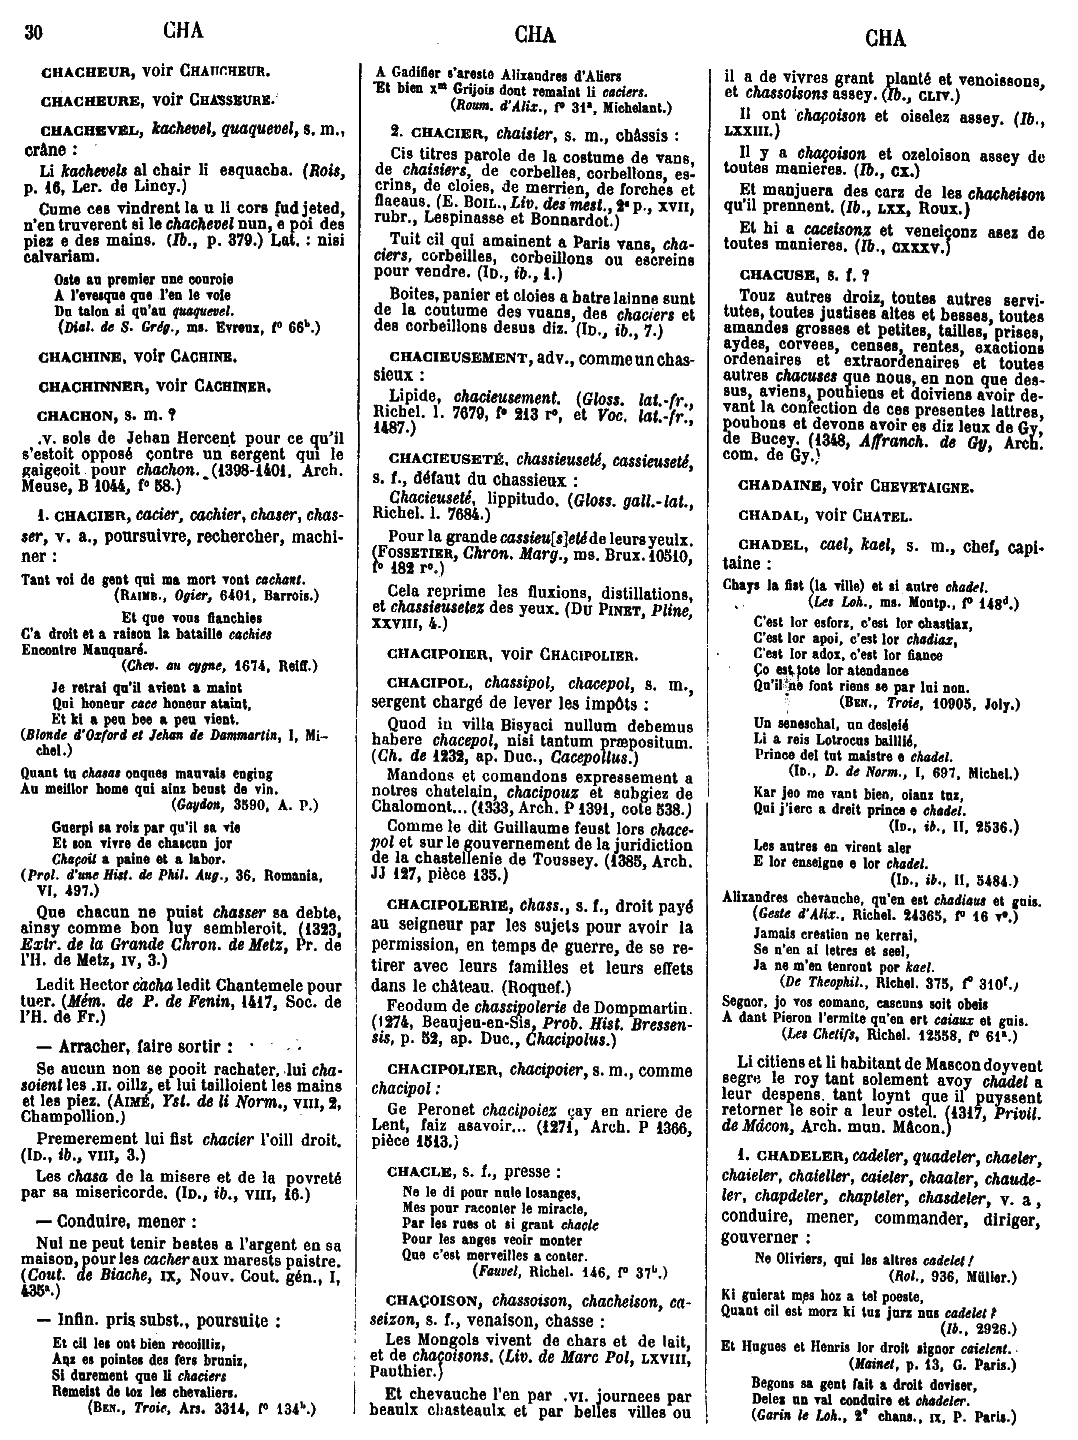 30 CHA
CHA
CHA
CHACHEUR, voir CHAUCHEUR.
CHACHEURE, voir CHASSEURE.
CHACHEVEL, kachevel, quaquevel, s. m.,
crâne :
Li kachevels al chair li esquacha. (Rois,
p. 16, Ler. de Lincy.)
Cume ces vindrent la u li cors fud jeted,
n'en truverent si le chachevel nun, e poi des
piez e des mains. (Ib., p. 379.) Lat. : nisi
calvariam.
Oste au premier une conroie
A l'evesque que l'en le voie
Du talon si qu'au quaquevel.
(Dial. de S. Grég., ms. Evreux, f° 66b.)
CHACHINE, voir CACHINE.
CHACHINNER, voir CACHINER.
CHACHON, s. m. ?
.v. sols de Jehan Hercent pour ce qu'il
s'estoit opposé contre un sergent qui le
gaigeoit pour chachon. (1398-1401, Arch.
Meuse, B 1044, f° 58.)
1. CHACIER, cacier, cachier, chaser, chas-
ser, v. a., poursuivre, rechercher, machi-
ner :
Tant voi de gent qui ma mort vont cachant.
(RAIMB., Ogier, 6401, Barrois.)
Et que vous fianchies
C'a droit et a raison la bataille cachies
Encontre Mauquaré.
(Chev. au cygne, 1674, Reiff.)
Je retrai qu'il avient a maint
Qui honeur cace honeur ataint,
Et ki a peu bee a peu vient.
(Blonde d'Oxford et Jehan de Dammartin, I, Mi-
chel.)
Quant tu chasas onques mauvais enging
Au meillor home qui ainz beust de vin.
(Gaydon, 3590, A. P.)
Guerpi sa roiz par qu'il sa vie
Et son vivre de chascun jor
Chaçoit a paine et a labor.
(Prol. d'une Hist. de Phil. Aug., 36, Romania,
VI, 497.)
Que chacun ne puist chasser sa debte,
ainsy comme bon luy sembleroit. (1323,
Extr. de la Grande Chron. de Metz, Pr. de
l'H. de Metz, IV, 3.)
Ledit Hector cacha ledit Chantemele pour
tuer. (Mém. de P. de Fenin, 1417, Soc. de
l'H. de Fr.)
— Arracher, faire sortir :
Se aucun non se pooit rachater, lui cha-
soient les .II. oillz, et lui tailloient les mains
et les piez. (AIMÉ, Yst. de li Norm., VIII, 2,
Champollion.)
Premerement lui fist chacier l'oill droit.
(ID., ib., VIII, 3.)
Les chasa de la misere et de la povreté
par sa misericorde. (ID., ib., VIII, 16.)
— Conduire, mener :
Nul ne peut tenir bestes a l'argent en sa
maison, pour les cacher aux marests paistre.
(Cout. de Biache, IX, Nouv. Cout. gén., I,
435a.)
— Infin. pris subst., poursuite :
Et cil les ont bien recoilliz,
Aqz es pointes des fers bruniz,
Si durement que li chaciers
Remeist de toz les chevaliers.
(BEN., Troie, Ars. 3314, f° 134b.)
A Gadifier s'areste Alixandres d'Aliers
Et bien xm Grijois dont remaint li caciers.
(Roum. d'Alix., f° 31a, Michelant.)
2. CHACIER, chaisier, s. m., châssis :
Cis titres parole de la costume de vans,
de chaisiers, de corbelles, corbellons, es-
crins, de cloies, de merrien, de forches et
flaeaus. (E. BOIL., Liv. des mest., 2e p., XVII,
rubr., Lespinasse et Bonnardot.)
Tuit cil qui amainent a Paris vans, cha-
ciers, corbeilles, corbeillons ou escreins
pour vendre. (ID., ib., 1.)
Boites, panier et cloies a batre lainne sunt
de la coutume des vuans, des chaciers et
des corbeillons desus diz. (ID., ib., 7.)
CHACIEUSEMENT, adv., comme un chas-
sieux :
Lipide, chacieusement. (Gloss. lat.-fr.,
Richel. l. 7679, f° 213 r°, et Voc. lat.-fr.,
1487.)
CHACIEUSETÉ, chassieuseté, cassieuseté,
s. f., défaut du chassieux :
Chacieuseté, lippitudo. (Gloss. gall.-lat.,
Richel. l. 7684.)
Pour la grande cassieu[s]eté de leurs yeulx.
(FOSSETIER, Chron. Marg., ms. Brux. 10510,
f° 182 r°.)
Cela reprime les fluxions, distillations,
et chassieusetez des yeux. (DU PINET, Pline,
XXVIII, 4.)
CHACIPOIER, voir CHACIPOLIER.
CHACIPOL, chassipol, chacepol, s. m.,
sergent chargé de lever les impôts :
Quod in villa Bisyaci nullum debemus
habere chacepol, nisi tantum præpositum.
(Ch. de 1232, ap. Duc., Cacepollus.)
Mandons et comandons expressement a
notres chatelain, chacipouz et subgiez de
Chalomont... (1333, Arch. P 1391, cote 538.)
Comme le dit Guillaume feust lors chace-
pol et sur le gouvernement de la juridiction
de la chastellenie de Toussey. (1385, Arch.
JJ 127, pièce 135.)
CHACIPOLERIE, chass., s. f., droit payé
au seigneur par les sujets pour avoir la
permission, en temps de guerre, de se re-
tirer avec leurs familles et leurs effets
dans le château. (Roquef.)
Feodum de chassipolerie de Dompmartin.
(1274, Beaujeu-en-Sis, Prob. Hist. Bressen-
sis, p. 52, ap. Duc., Chacipolus.)
CHACIPOLIER, chacipoier, s. m., comme
chacipol :
Ge Peronet chacipoiez çay en ariere de
Lent, faiz asavoir... (1271, Arch. P 1366,
pièce 1513.)
CHACLE, s. f., presse :
Ne le di pour nule losanges,
Mes pour raconter le miracle,
Par les rues ot si grant chacle
Pour les anges veoir monter
Que c'est merveilles a conter.
(Fauvel, Richel. 146, f° 37b.)
CHAÇOISON, chassoison, chacheison, ca-
seizon, s. f., venaison, chasse :
Les Mongols vivent de chars et de lait,
et de chaçoisons. (Liv. de Marc Pol, LXVIII,
Pauthier.)
Et chevauche l'en par .VI. journees par
beaulx chasteaulx et par belles villes ou
il a de vivres grant planté et venoissons,
et chassoisons assey. (Ib., CLIV.)
Il ont chaçoison et oiselez assey. (Ib.,
LXXIII.)
Il y a chaçoison et ozeloison assey de
toutes manieres. (Ib., CX.)
Et manjuera des carz de les chacheison
qu'il prennent. (Ib., LXX, Roux.)
Et hi a caceisonz et veneiçonz asez de
toutes manieres. (Ib., CXXXV.)
CHACUSE, s. f. ?
Touz autres droiz, toutes autres servi-
tutes, toutes justises altes et besses, toutes
amandes grosses et petites, tailles, prises,
aydes, corvees, censes, rentes, exactions
ordenaires et extraordenaires et toutes
autres chacuses que nous, en non que des-
sus, aviens, pouhiens et doiviens avoir de-
vant la confection de ces presentes lattres,
pouhons et devons avoir es diz leux de Gy,
de Bucey. (1348, Affranch. de Gy, Arch.
com. de Gy.)
CHADAINE, voir CHEVETAIGNE.
CHADAL, voir CHATEL.
CHADEL, cael, kael, s. m., chef, capi-
taine :
Chays la fist (la ville) et si autre chadel.
(Les Loh., ms. Montp., f° 148d.)
C'est lor esforz, c'est lor chastiax,
C'est lor apoi, c'est lor chadiax,
C'est lor adox, c'est lor fiance
Ço est tote lor atendance
Qu'il ne font riens se par lui non.
(BEN., Troie, 10905, Joly.)
Un seneschal, un desleié
Li a reis Lotrocus baillié,
Prince del tut maistre e chadel.
(ID., D. de Norm., I, 697, Michel.)
Kar jeo me vant bien, oianz tuz,
Qui j'ierc a dreit prince e chadel.
(ID., ib., II, 2536.)
Les autres en virent aler
E lor enseigne e lor chadel.
(ID., ib., II, 5484.)
Alixandres chevauche, qu'en est chadiaus et guis.
(Geste d'Alix., Richel. 24365, f° 16 v°.)
Jamais crestien ne kerrai,
Se n'en ai letres et seel,
Ja ne m'en tenront por kael.
(De Theophil., Richel. 375, f° 310f.)
Segnor, jo vos comanc, cascuns soit obeis
A dant Pieron l'ermite qu'en ert caiaux et guis.
(Les Chetifs, Richel. 12558, f° 61a.)
Li citiens et li habitant de Mascon doyvent
segre le roy tant solement avoy chadel a
leur despens, tant loynt que il puyssent
retorner le soir a leur ostel. (1317, Privil.
de Mâcon, Arch. mun. Mâcon.)
1. CHADELER, cadeler, quadeler, chaeler,
chaieler, chaieller, caieler, chaaler, chaude-
ler, chapdeler, chapteler, chasdeler, v. a,
conduire, mener, commander, diriger,
gouverner :
Ne Oliviers, qui les altres cadelet !
(Rol., 936, Müller.)
Ki guierat mes hoz a tel poeste,
Quant cil est morz ki tuz jurz nus cadelet ?
(Ib., 2926.)
Et Hugues et Henris lor droit signor caielent.
(Mainet, p. 13, G. Paris.)
Begons sa gent fait a droit deviser,
Delez un val conduire et chadeler.
(Garin le Loh., 2e chans., IX, P. Paris.)